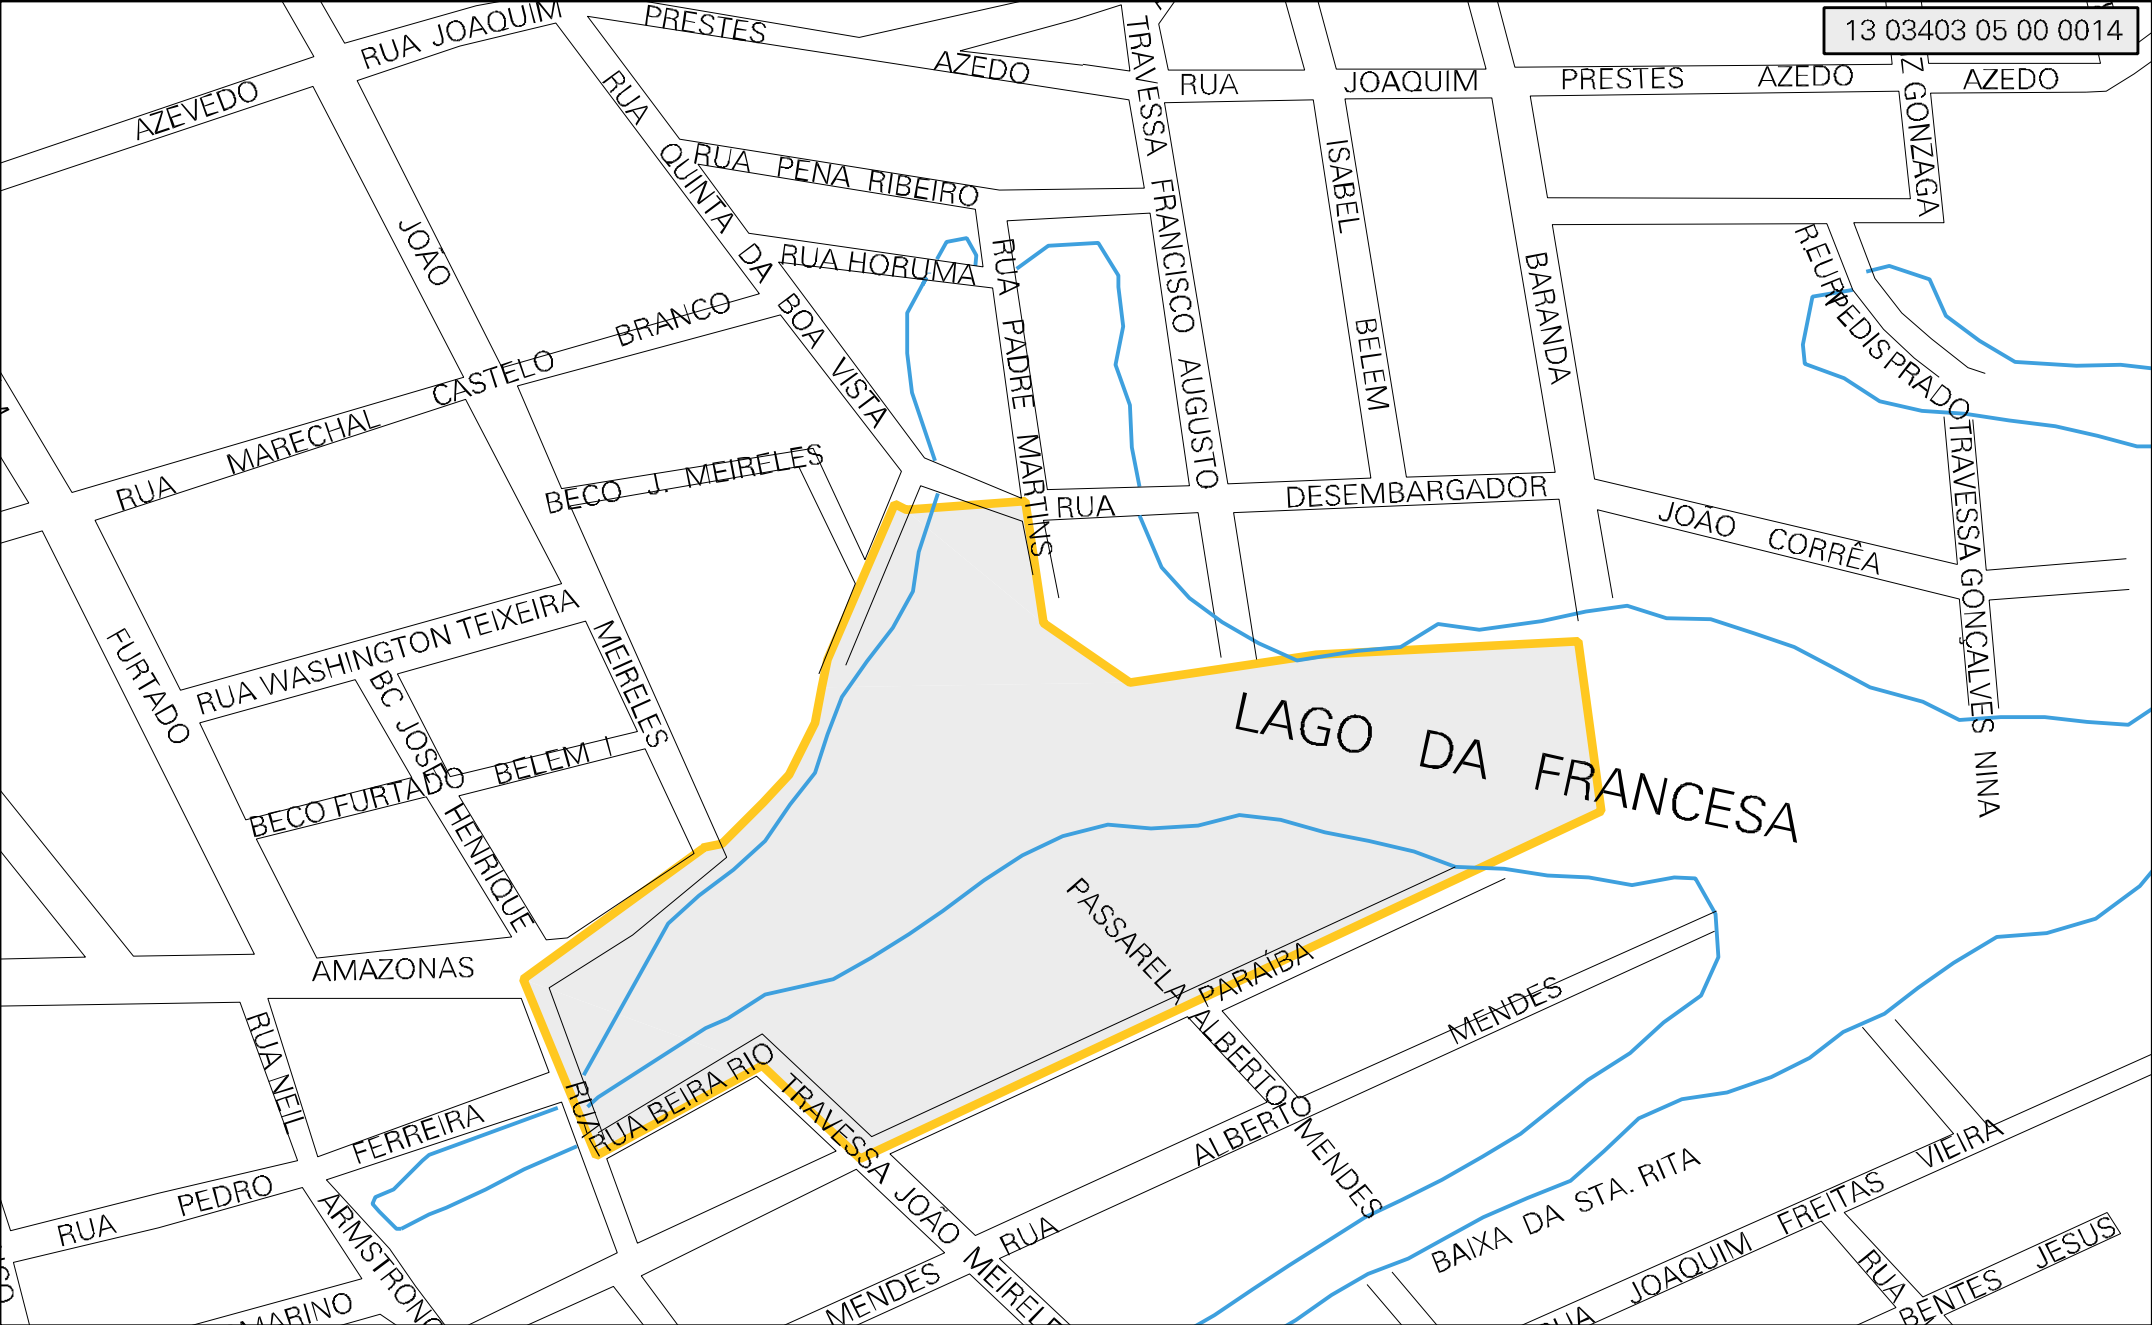 13 03403 05 00 0014
RUA JOAQUIM
PRESTES
AZEDO
RUA JOAQUIM PRESTES AZEDO AZEDO
AZEVEDO
RUA QUINTA DA BOA VISTA
TRAVESSA FRANCISCO AUGUSTO
Z GONZAGA
RUA PENA RIBEIRO
ISABEL BELEM
JOÃO MEIRELES
RUA HORUMA
RUA PADRE MARTINS
BARANDA
R.EURIPEDIS PRADO
RUA MARECHAL CASTELO BRANCO
BECO J. MEIRELES
RUA DESEMBARGADOR JOÃO CORRÊA
TRAVESSA GONÇALVES NINA
RUA WASHINGTON TEIXEIRA
FURTADO
BC JOSE HENRIQUE
BECO FURTADO BELEM I
LAGO DA FRANCESA
AMAZONAS
PASSARELA ALBERTO MENDES
PARAÍBA
RUA NEIL ARMSTRONG
RUA
RUA BEIRA RIO
RUA PEDRO FERREIRA
TRAVESSA JOÃO MEIRELE
MENDES RUA ALBERTO MENDES
BAIXA DA STA. RITA
UA JOAQUIM FREITAS VIEIRA
RUA
BENTES JESUS
MARINO